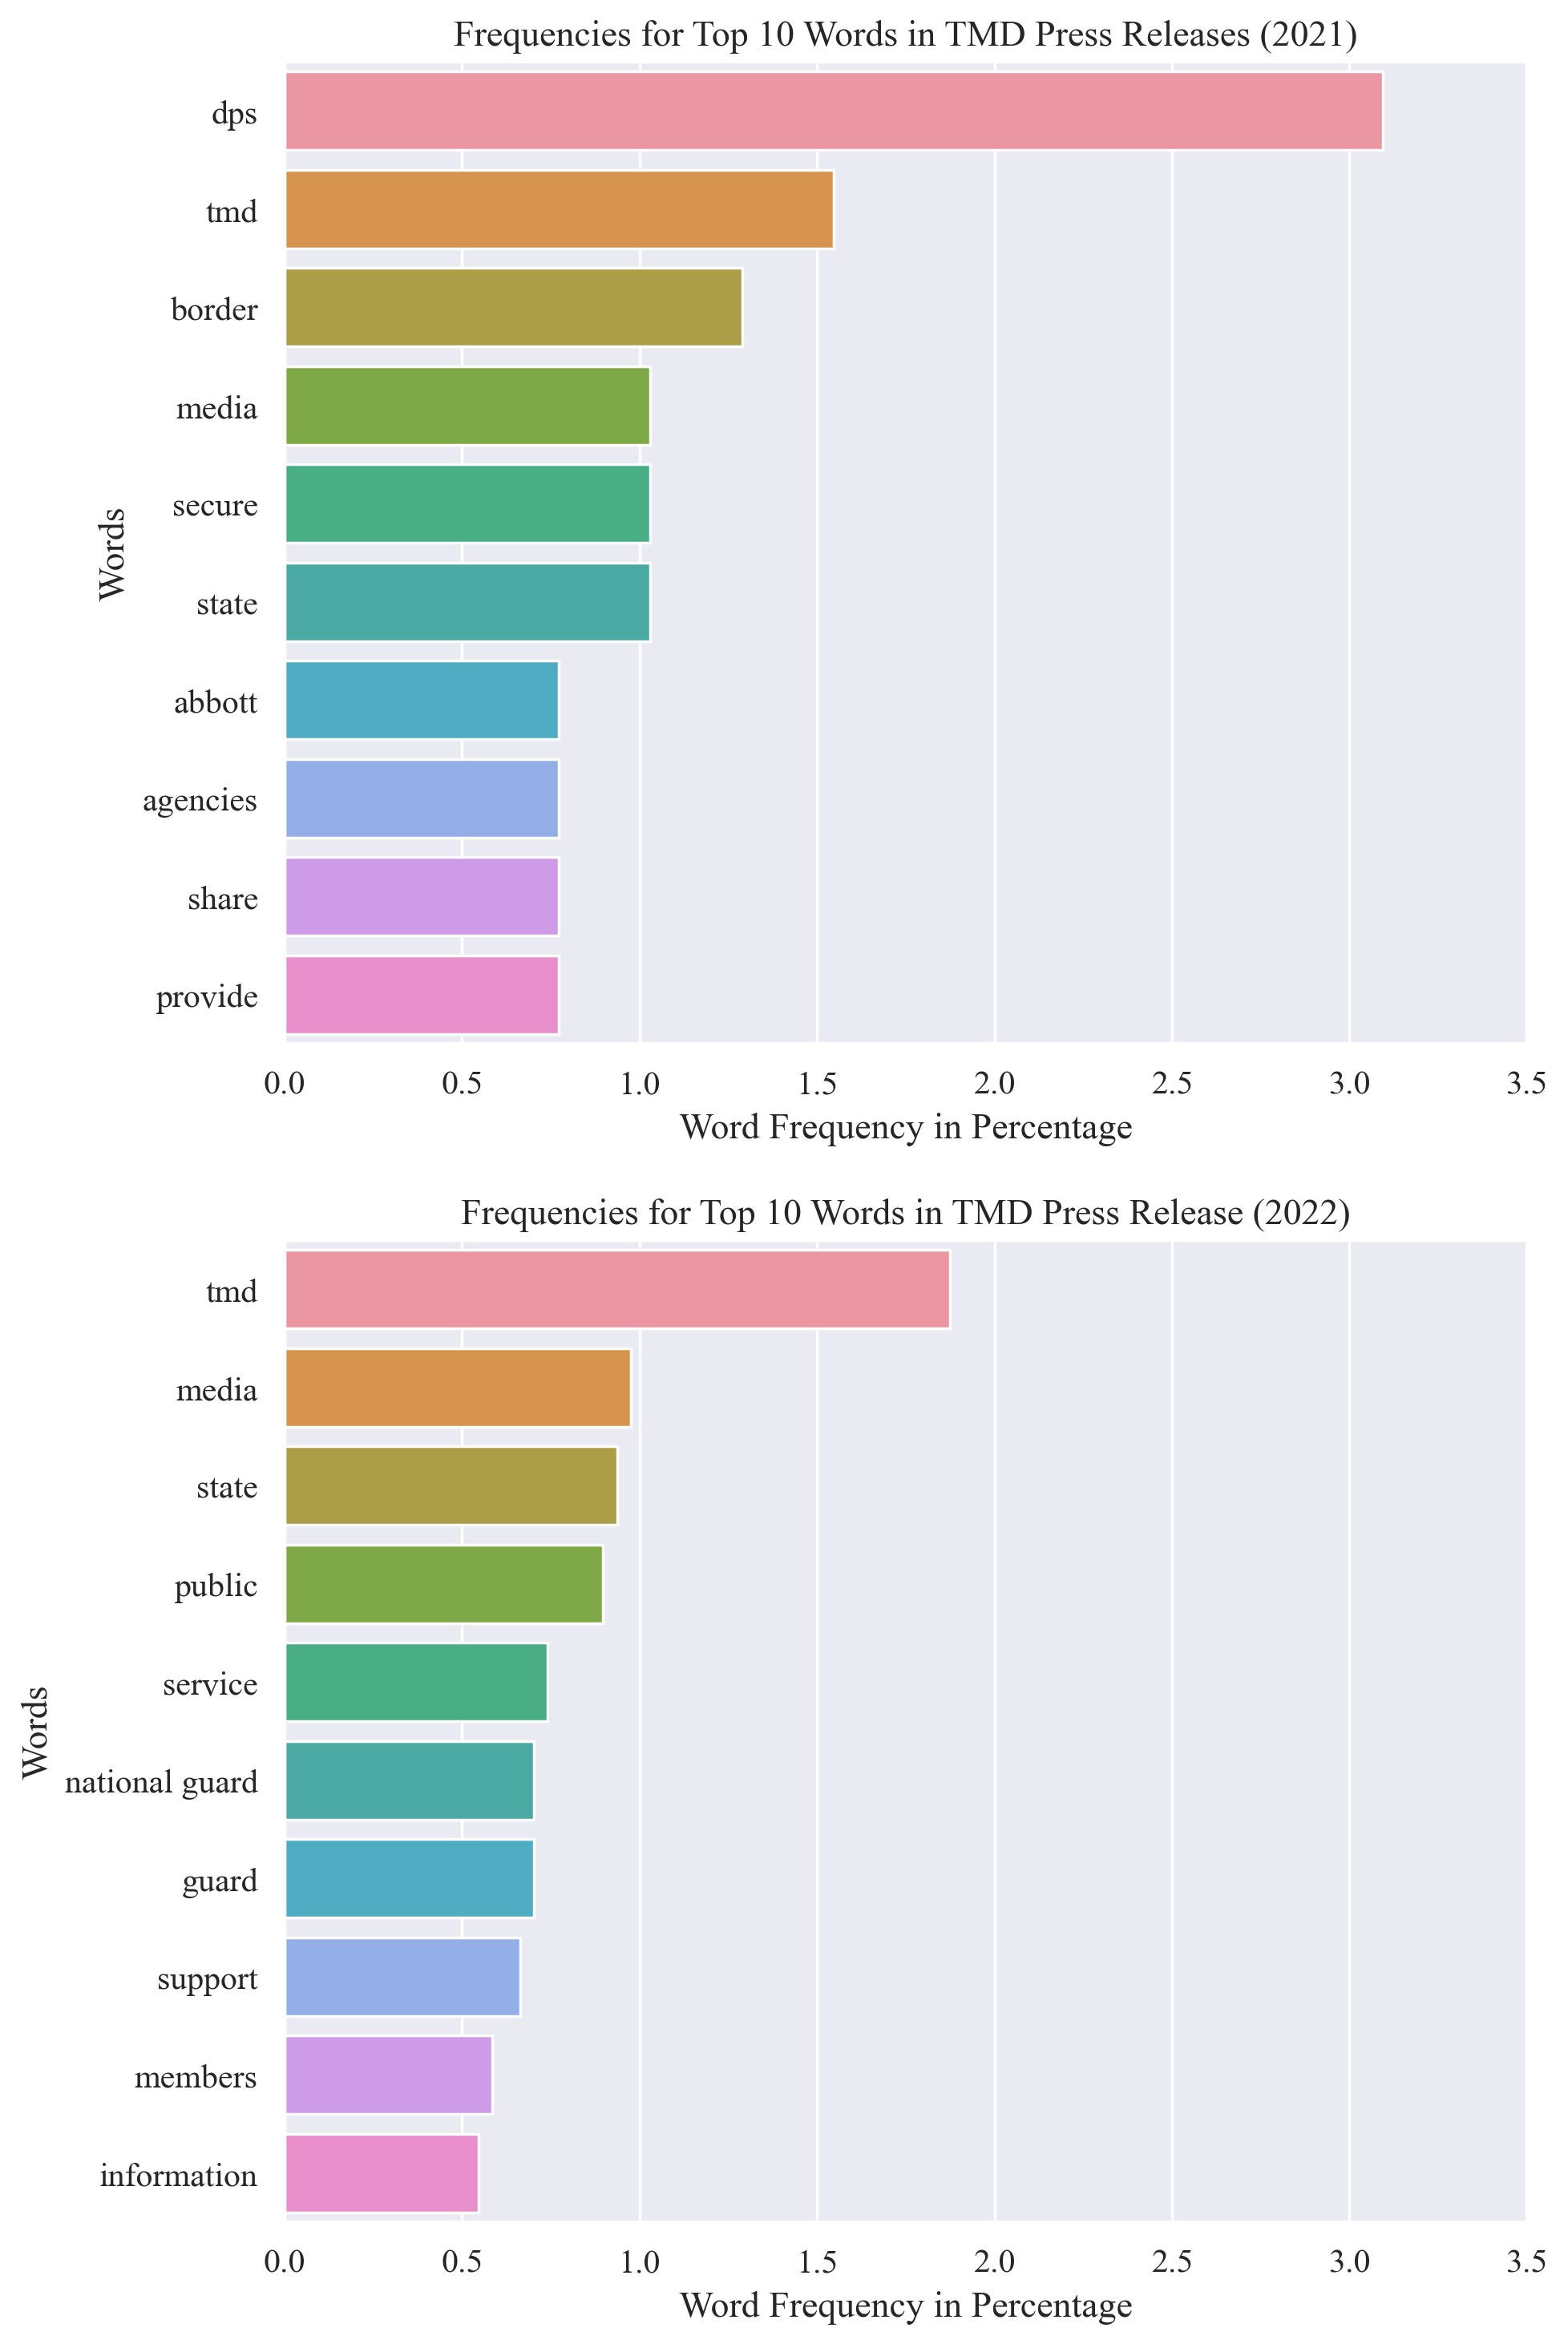 Frequencies for Top 10 Words in TMD Press Releases (2021)
Words
dps
tmd
border
media
secure
state
abbott
agencies
share
provide
0.0 0.5 1.0 1.5 2.0 2.5 3.0 3.5
Word Frequency in Percentage
Frequencies for Top 10 Words in TMD Press Release (2022)
Words
tmd
media
state
public
service
national guard
guard
support
members
information
0.0 0.5 1.0 1.5 2.0 2.5 3.0 3.5
Word Frequency in Percentage